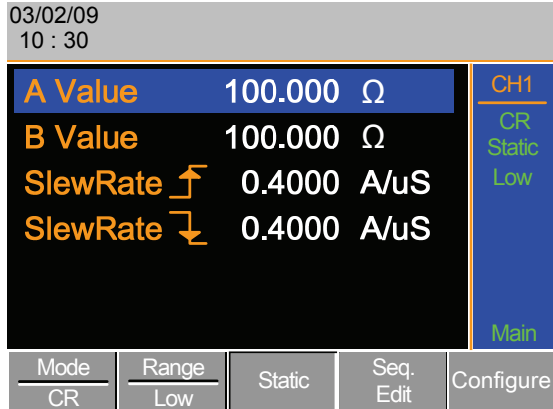 03/02/09
10 : 30
A Value 100.000 Ω
B Value 100.000 Ω
SlewRate 0.4000 A/uS
SlewRate 0.4000 A/uS
CH1
CR
Static
Low
Main
Mode
CR
Range
Low
Static
Seq.
Edit
Configure